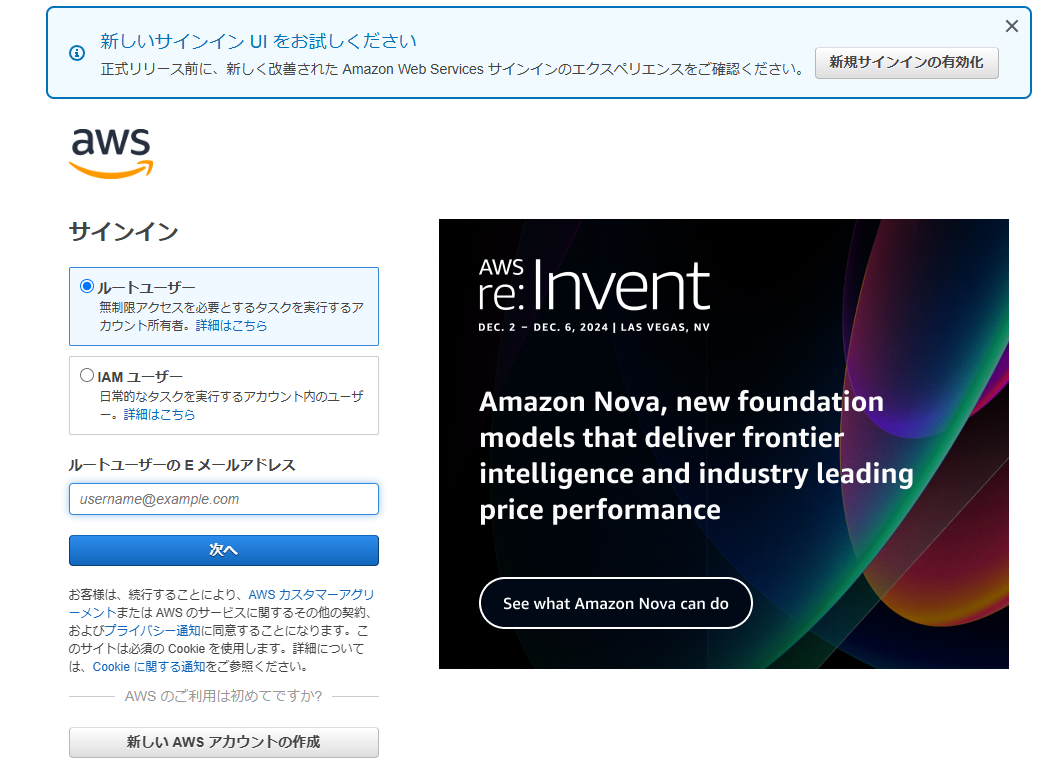 新しいサインイン UI をお試しください
正式リリース前に、新しく改善された Amazon Web Services サインインのエクスペリエンスをご確認ください。
新規サインインの有効化
aws
サインイン
ルートユーザー
無制限アクセスを必要とするタスクを実行するア
カウント所有者。詳細はこちら
IAM ユーザー
日常的なタスクを実行するアカウント内のユーザ
ー。詳細はこちら
ルートユーザーの E メールアドレス
username@example.com
次へ
お客様は、続行することにより、AWS カスタマーアグリ
ーメントまたは AWS のサービスに関するその他の契約、
およびプライバシー通知に同意することになります。こ
のサイトは必須の Cookie を使用します。詳細について
は、Cookie に関する通知をご参照ください。
AWS のご利用は初めてですか?
新しい AWS アカウントの作成
AWS
re:Invent
DEC. 2 – DEC. 6, 2024 | LAS VEGAS, NV
Amazon Nova, new foundation
models that deliver frontier
intelligence and industry leading
price performance
See what Amazon Nova can do